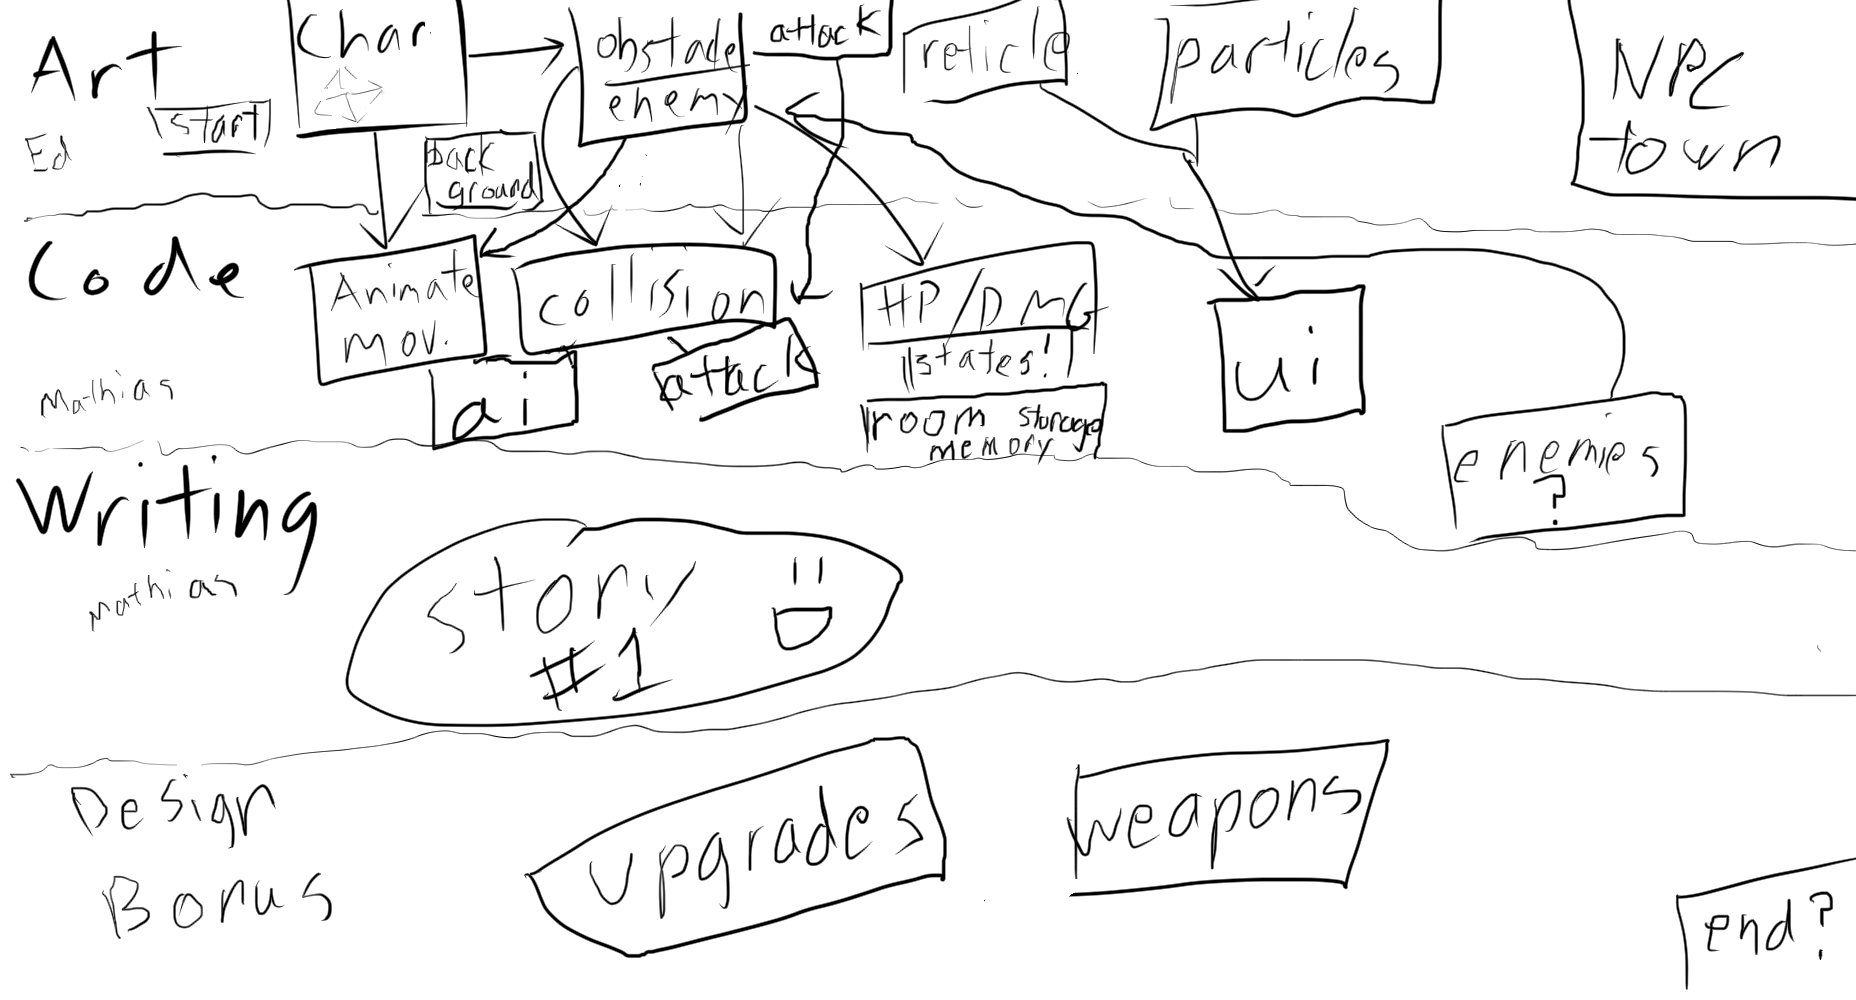 Art
Ed
start
Char
obstacle
enemy
attack
reticle
particles
NPC
town
back
ground
Code
Mathias
Animate
mov.
ai
collision
attack
HP/DMG
states!
room storage
memory
ui
enemies
?
Writing
Mathias
story
#1
Design
Bonus
upgrades
weapons
end?